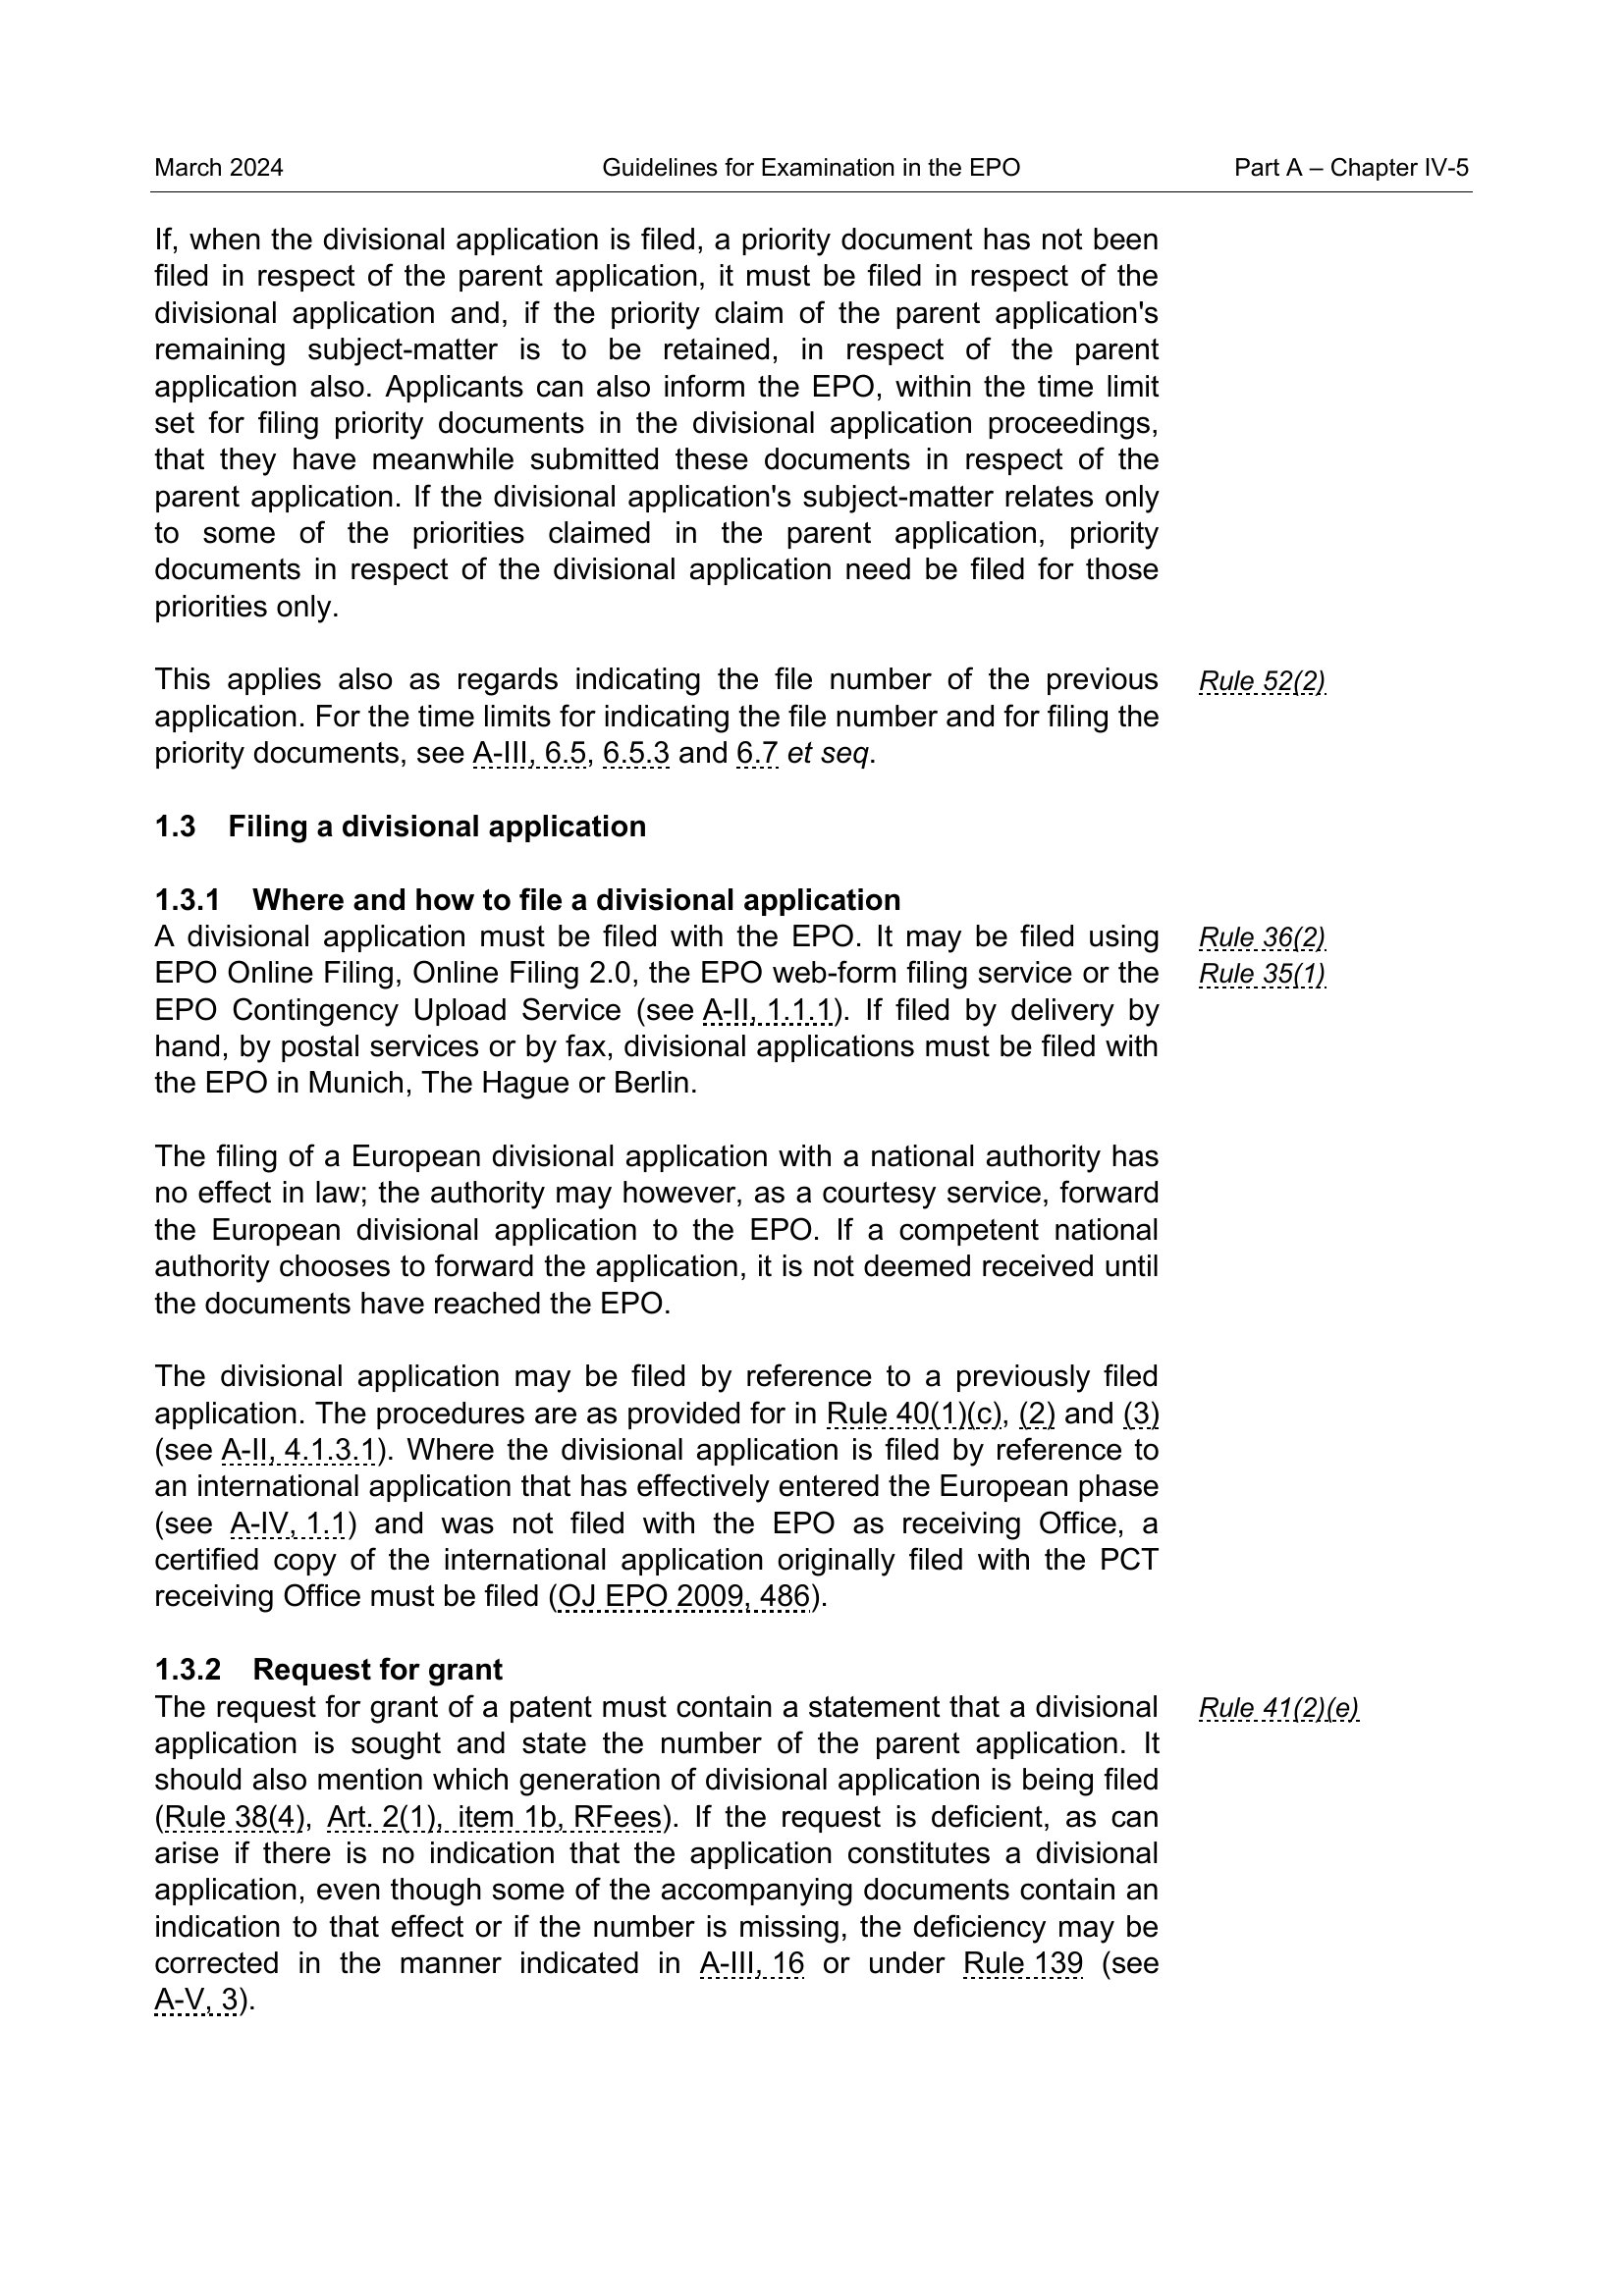 March 2024 Guidelines for Examination in the EPO Part A – Chapter IV-5
If, when the divisional application is filed, a priority document has not been
filed in respect of the parent application, it must be filed in respect of the
divisional application and, if the priority claim of the parent application's
remaining subject-matter is to be retained, in respect of the parent
application also. Applicants can also inform the EPO, within the time limit
set for filing priority documents in the divisional application proceedings,
that they have meanwhile submitted these documents in respect of the
parent application. If the divisional application's subject-matter relates only
to some of the priorities claimed in the parent application, priority
documents in respect of the divisional application need be filed for those
priorities only.
This applies also as regards indicating the file number of the previous Rule 52(2)
application. For the time limits for indicating the file number and for filing the
priority documents, see A-III, 6.5, 6.5.3 and 6.7 et seq.
1.3 Filing a divisional application
1.3.1 Where and how to file a divisional application
A divisional application must be filed with the EPO. It may be filed using Rule 36(2)
EPO Online Filing, Online Filing 2.0, the EPO web-form filing service or the Rule 35(1)
EPO Contingency Upload Service (see A-II, 1.1.1). If filed by delivery by
hand, by postal services or by fax, divisional applications must be filed with
the EPO in Munich, The Hague or Berlin.
The filing of a European divisional application with a national authority has
no effect in law; the authority may however, as a courtesy service, forward
the European divisional application to the EPO. If a competent national
authority chooses to forward the application, it is not deemed received until
the documents have reached the EPO.
The divisional application may be filed by reference to a previously filed
application. The procedures are as provided for in Rule 40(1)(c), (2) and (3)
(see A-II, 4.1.3.1). Where the divisional application is filed by reference to
an international application that has effectively entered the European phase
(see A-IV, 1.1) and was not filed with the EPO as receiving Office, a
certified copy of the international application originally filed with the PCT
receiving Office must be filed (OJ EPO 2009, 486).
1.3.2 Request for grant
The request for grant of a patent must contain a statement that a divisional Rule 41(2)(e)
application is sought and state the number of the parent application. It
should also mention which generation of divisional application is being filed
(Rule 38(4), Art. 2(1), item 1b, RFees). If the request is deficient, as can
arise if there is no indication that the application constitutes a divisional
application, even though some of the accompanying documents contain an
indication to that effect or if the number is missing, the deficiency may be
corrected in the manner indicated in A-III, 16 or under Rule 139 (see
A-V, 3).